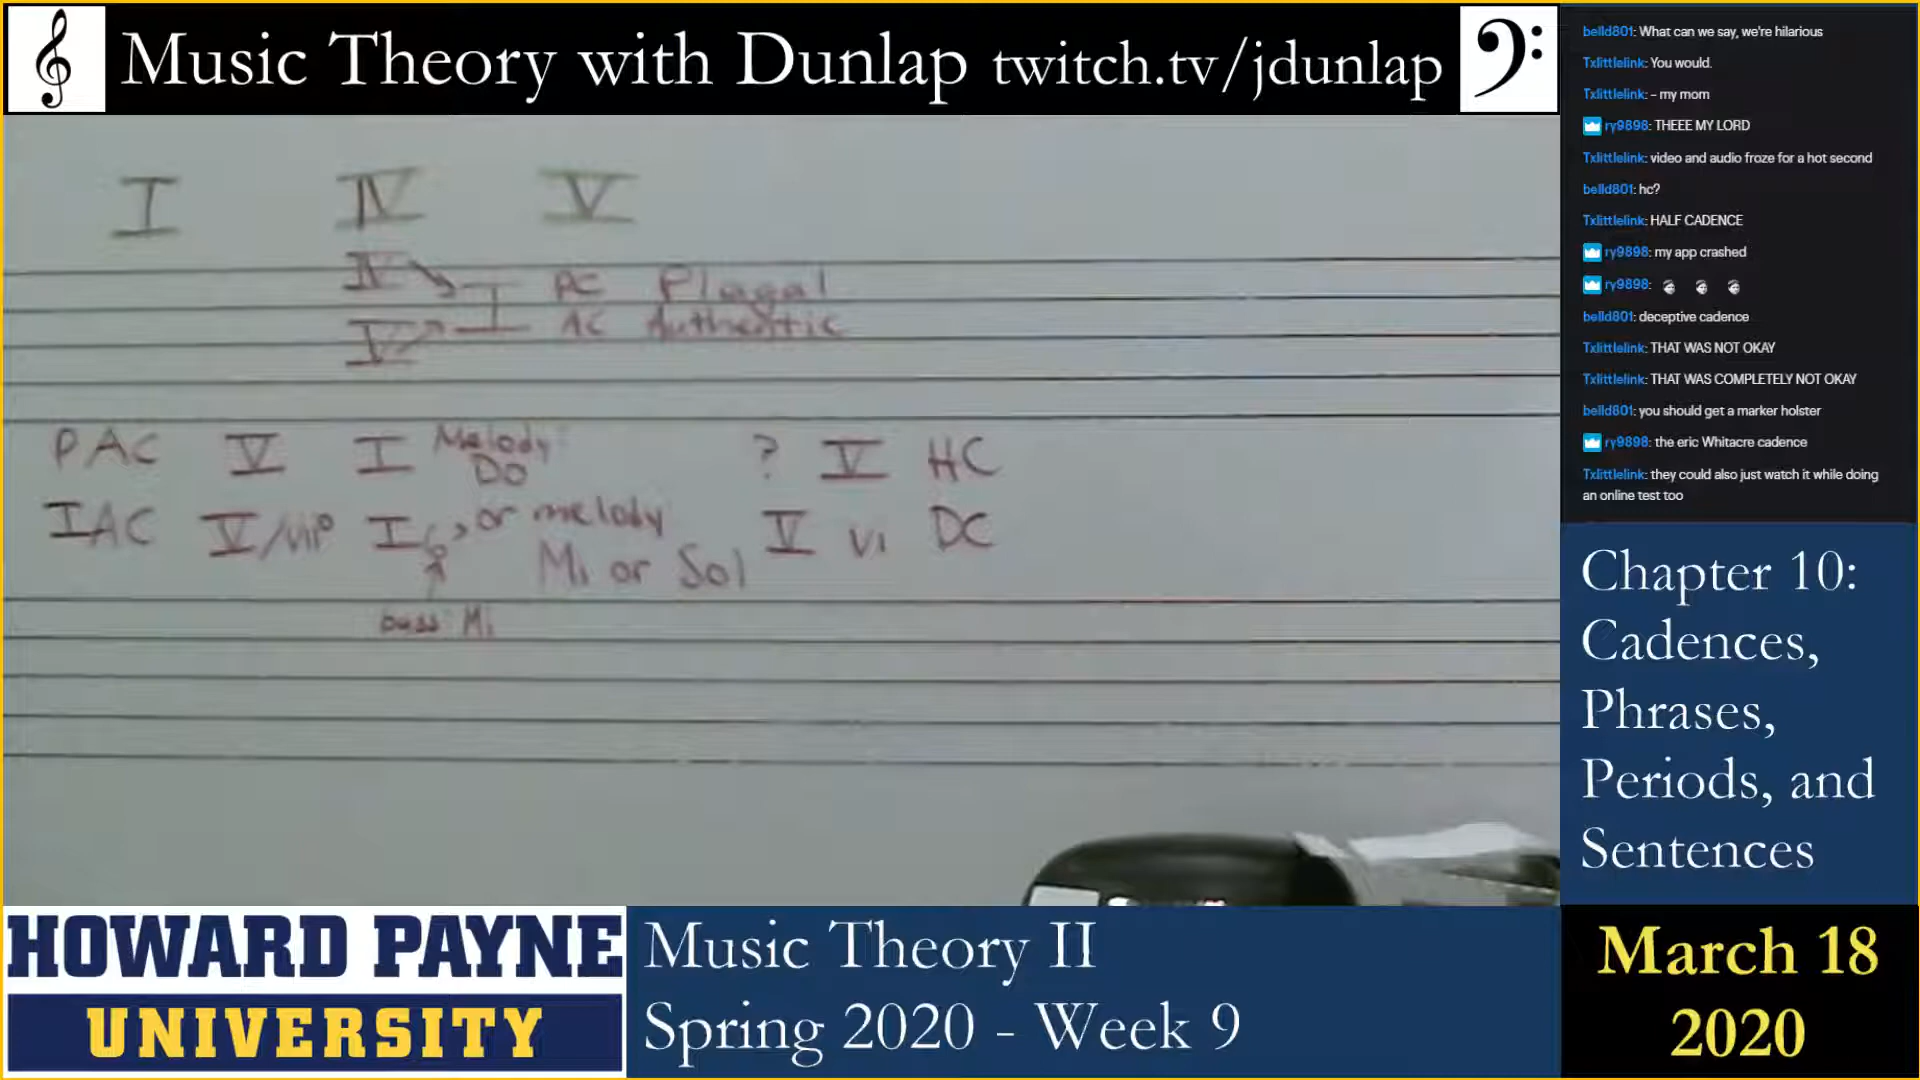 Music Theory with Dunlap twitch.tv/jdunlap
I IV V
IV PC Plagal
I
V AC Authentic
PAC V I Melody:
DO
? V HC
IAC V/vii° I6, or melody
Mi or Sol
V vi DC
bass Mi
belld801: What can we say, we're hilarious
Txlittlelink: You would.
Txlittlelink: - my mom
ry9898: THEEE MY LORD
Txlittlelink: video and audio froze for a hot second
belld801: hc?
Txlittlelink: HALF CADENCE
ry9898: my app crashed
ry9898:
belld801: deceptive cadence
Txlittlelink: THAT WAS NOT OKAY
Txlittlelink: THAT WAS COMPLETELY NOT OKAY
belld801: you should get a marker holster
ry9898: the eric Whitacre cadence
Txlittlelink: they could also just watch it while doing
an online test too
Chapter 10:
Cadences,
Phrases,
Periods, and
Sentences
HOWARD PAYNE
UNIVERSITY
Music Theory II
Spring 2020 - Week 9
March 18
2020